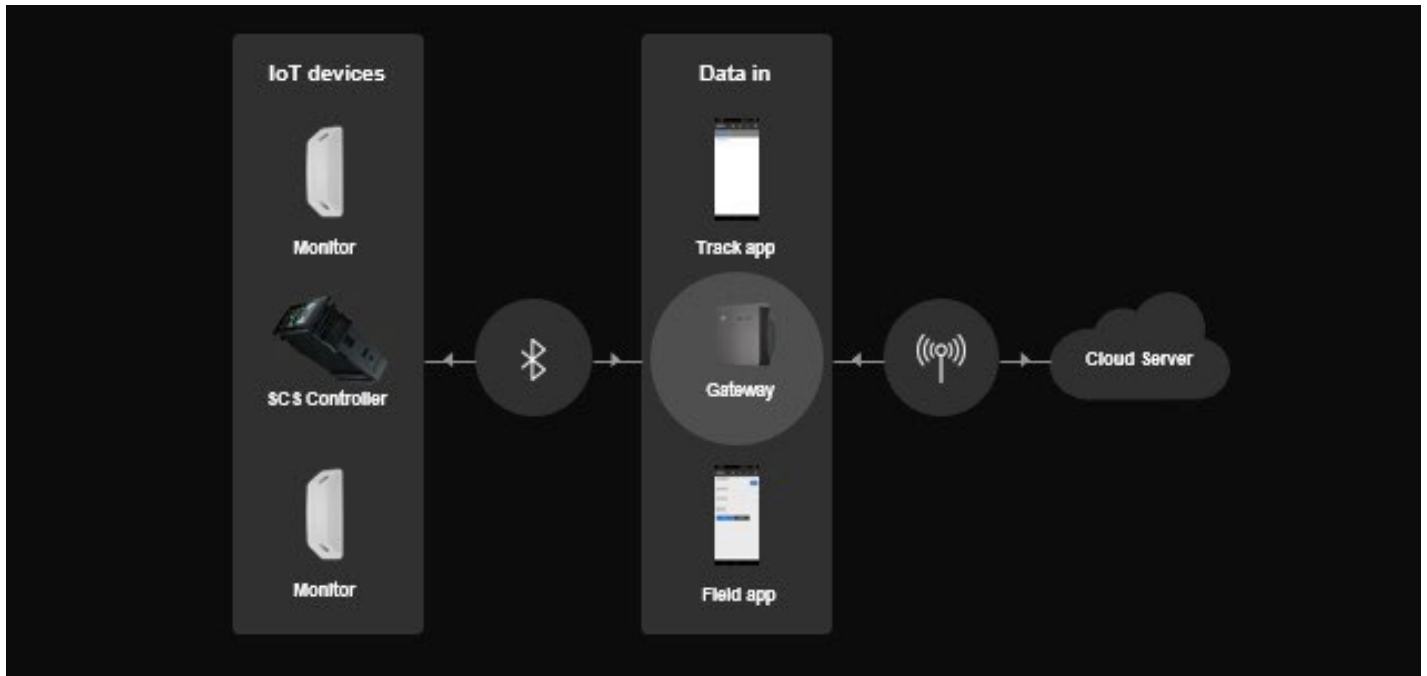 IoT devices
Data in
Monitor
Track app
SCS Controller
Gateway
Cloud Server
Monitor
Field app